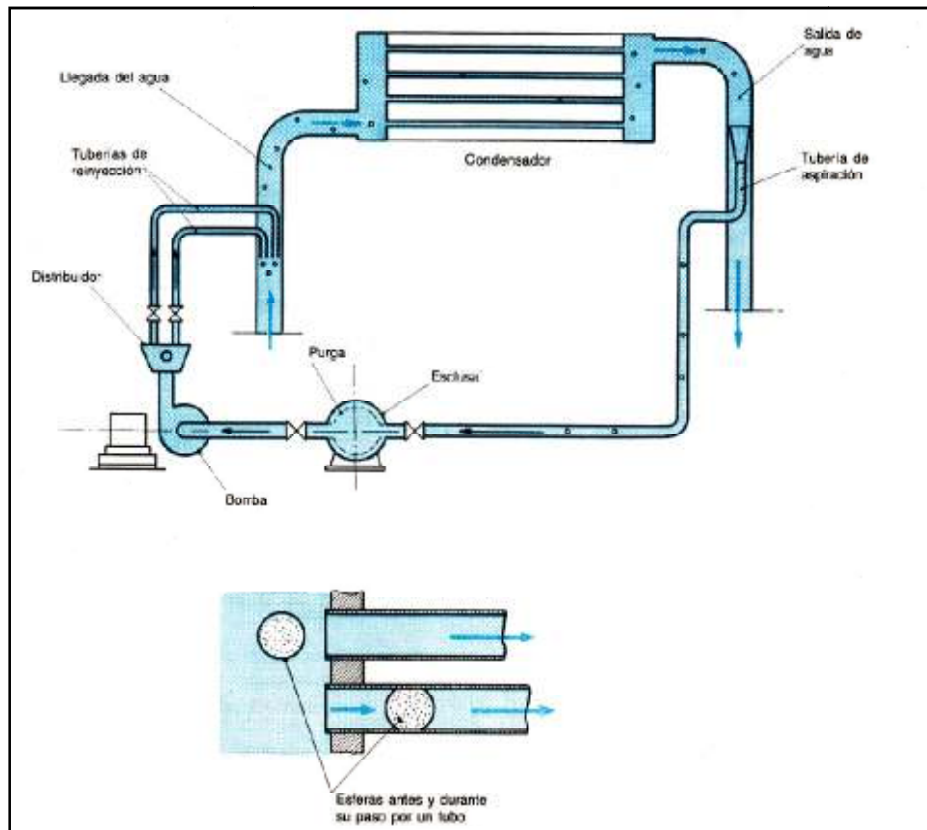 Salida de
agua
Llegada del agua
Condensador
Tuberías de
reinyección
Tubería de
aspiración
Distribuidor
Purga
Esclusa
Bomba
Esferas antes y durante
su paso por un tubo